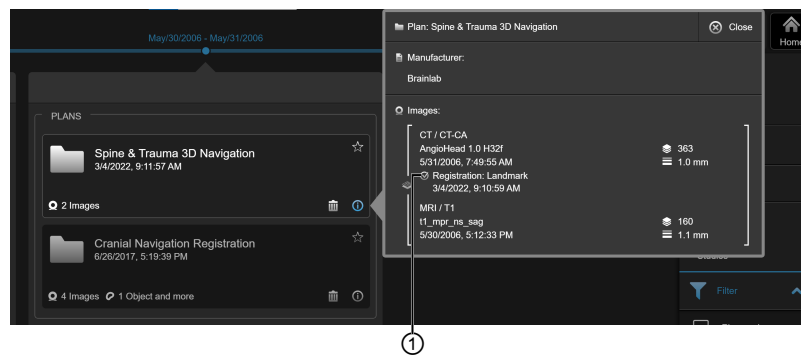 May/30/2006 - May/31/2006
PLANS
Spine & Trauma 3D Navigation
3/4/2022, 9:11:57 AM
2 Images
Cranial Navigation Registration
6/26/2017, 5:19:39 PM
4 Images 1 Object and more
Plan: Spine & Trauma 3D Navigation
Close
Manufacturer:
Brainlab
Images:
CT / CT-CA
AngioHead 1.0 H32f 363
5/31/2006, 7:49:55 AM 1.0 mm
Registration: Landmark
3/4/2022, 9:10:59 AM
MRI / T1
t1_mpr_ns_sag 160
5/30/2006, 5:12:33 PM 1.1 mm
Home
Filter
1